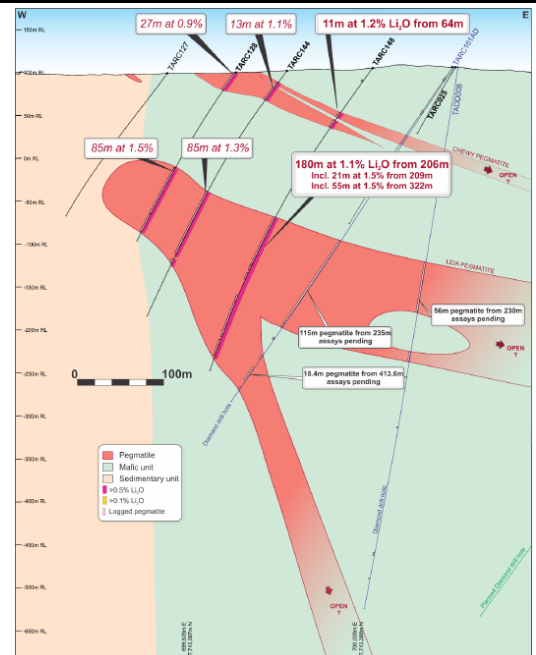 W
E
27m at 0.9%
13m at 1.1%
11m at 1.2% Li₂O from 64m
150m RL
100m RL
50m RL
0m RL
-50m RL
-100m RL
-150m RL
-200m RL
-250m RL
-300m RL
-350m RL
-400m RL
-450m RL
-500m RL
-550m RL
TARC127
TARC128
TARC144
TARC148
TARC161AD
TADD008
TARC025
CHEWY PEGMATITE
OPEN
?
85m at 1.5%
85m at 1.3%
180m at 1.1% Li₂O from 206m
Incl. 21m at 1.5% from 209m
Incl. 55m at 1.5% from 322m
LEIA PEGMATITE
56m pegmatite from 230m
assays pending
115m pegmatite from 235m
assays pending
OPEN
?
18.4m pegmatite from 413.6m
assays pending
0
100m
Diamond drill hole
Pegmatite
Mafic unit
Sedimentary unit
>0.5% Li₂O
>0.1% Li₂O
Logged pegmatite
Diamond drill hole
Planned Diamond drill hole
OPEN
?